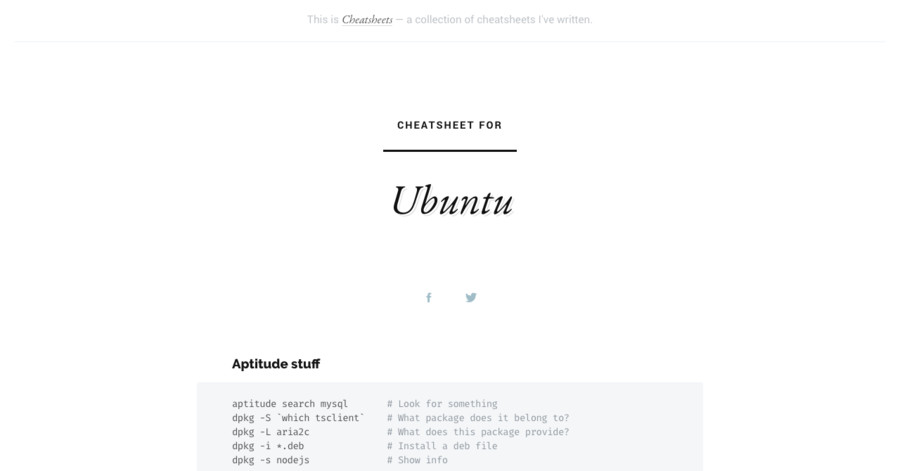 This is Cheatsheets — a collection of cheatsheets I've written.
CHEATSHEET FOR
Ubuntu
Aptitude stuff
aptitude search mysql # Look for something
dpkg -S `which tsclient` # What package does it belong to?
dpkg -L aria2c # What does this package provide?
dpkg -i *.deb # Install a deb file
dpkg -s nodejs # Show info